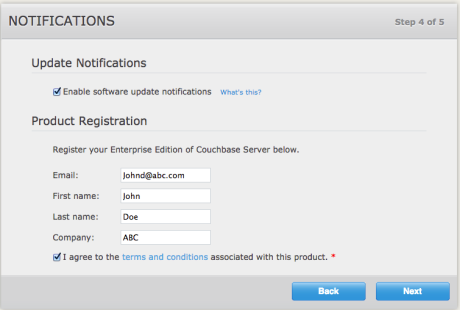 NOTIFICATIONS
Step 4 of 5
Update Notifications
Enable software update notifications What's this?
Product Registration
Register your Enterprise Edition of Couchbase Server below.
Email: Johnd@abc.com
First name: John
Last name: Doe
Company: ABC
I agree to the terms and conditions associated with this product. *
Back Next